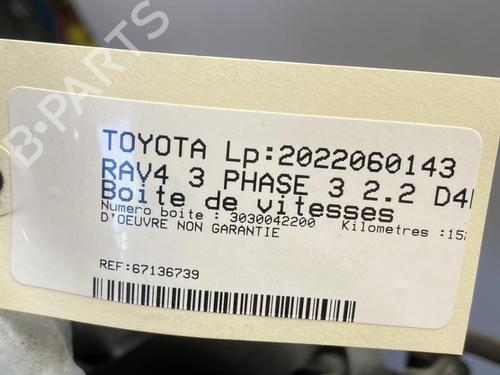 TOYOTA Lp:2022060143
RAV4 3 PHASE 3 2.2 D4
Boite de vitesses
Numero boite : 3030042200 Kilometres :15
D'OEUVRE NON GARANTIE
REF:67136739
B-PARTS